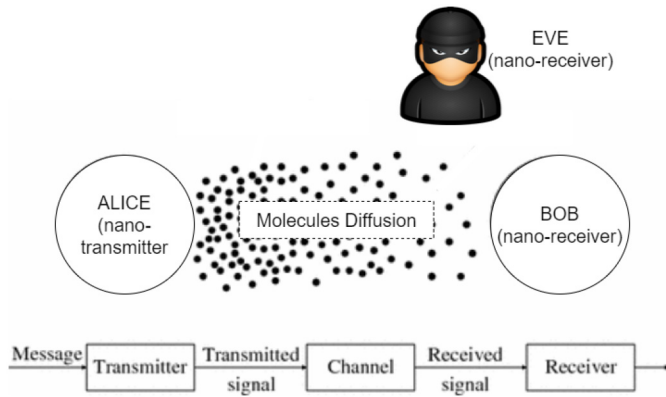 EVE
(nano-receiver)
ALICE
(nano-
transmitter
Molecules Diffusion
BOB
(nano-receiver)
Message
Transmitter
Transmitted
signal
Channel
Received
signal
Receiver